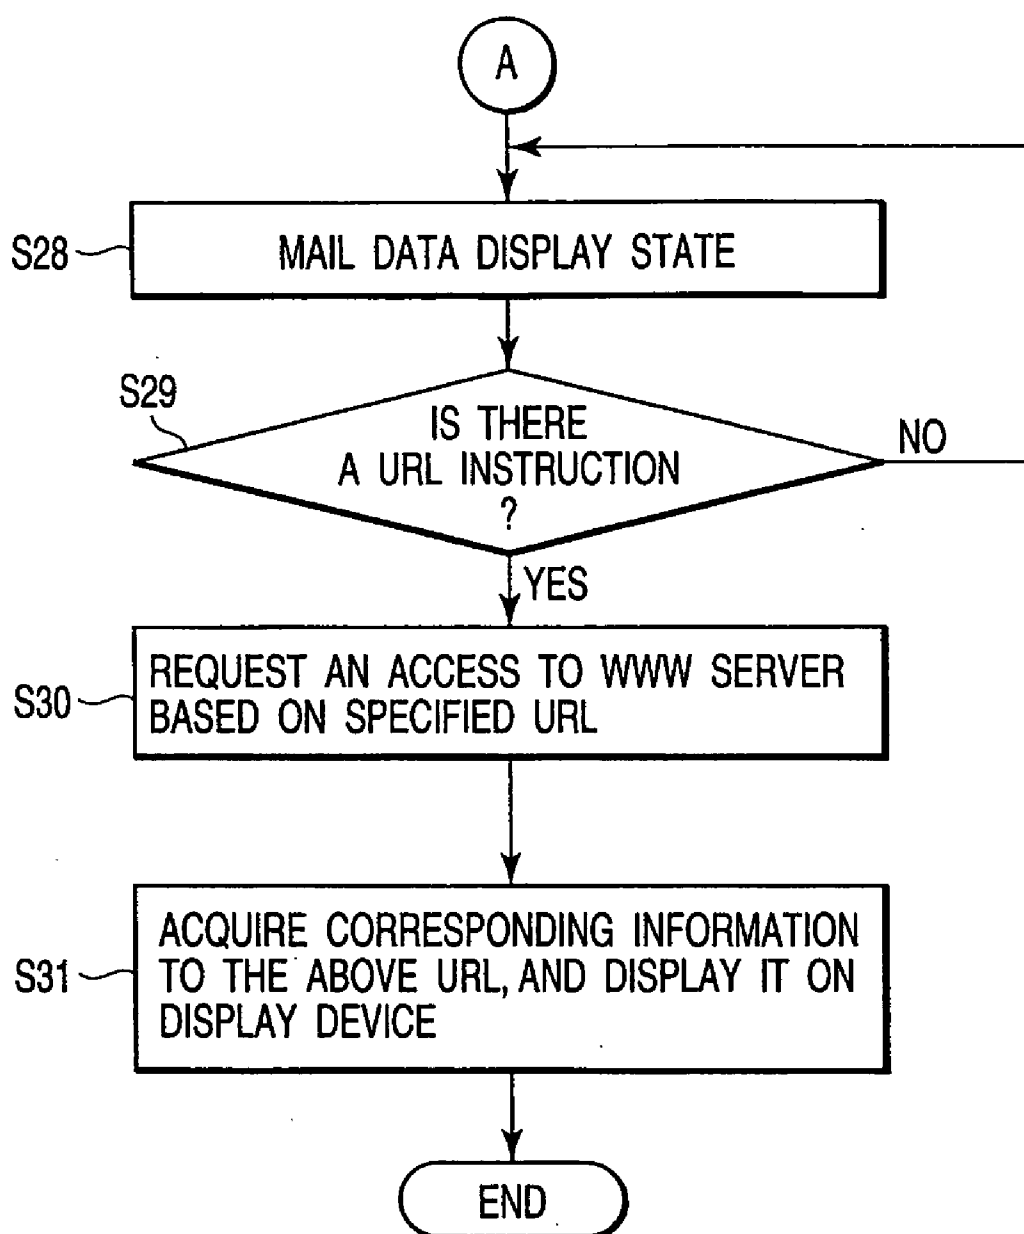 A
S28
MAIL DATA DISPLAY STATE
S29
IS THERE
A URL INSTRUCTION
?
NO
YES
S30
REQUEST AN ACCESS TO WWW SERVER
BASED ON SPECIFIED URL
S31
ACQUIRE CORRESPONDING INFORMATION
TO THE ABOVE URL, AND DISPLAY IT ON
DISPLAY DEVICE
END